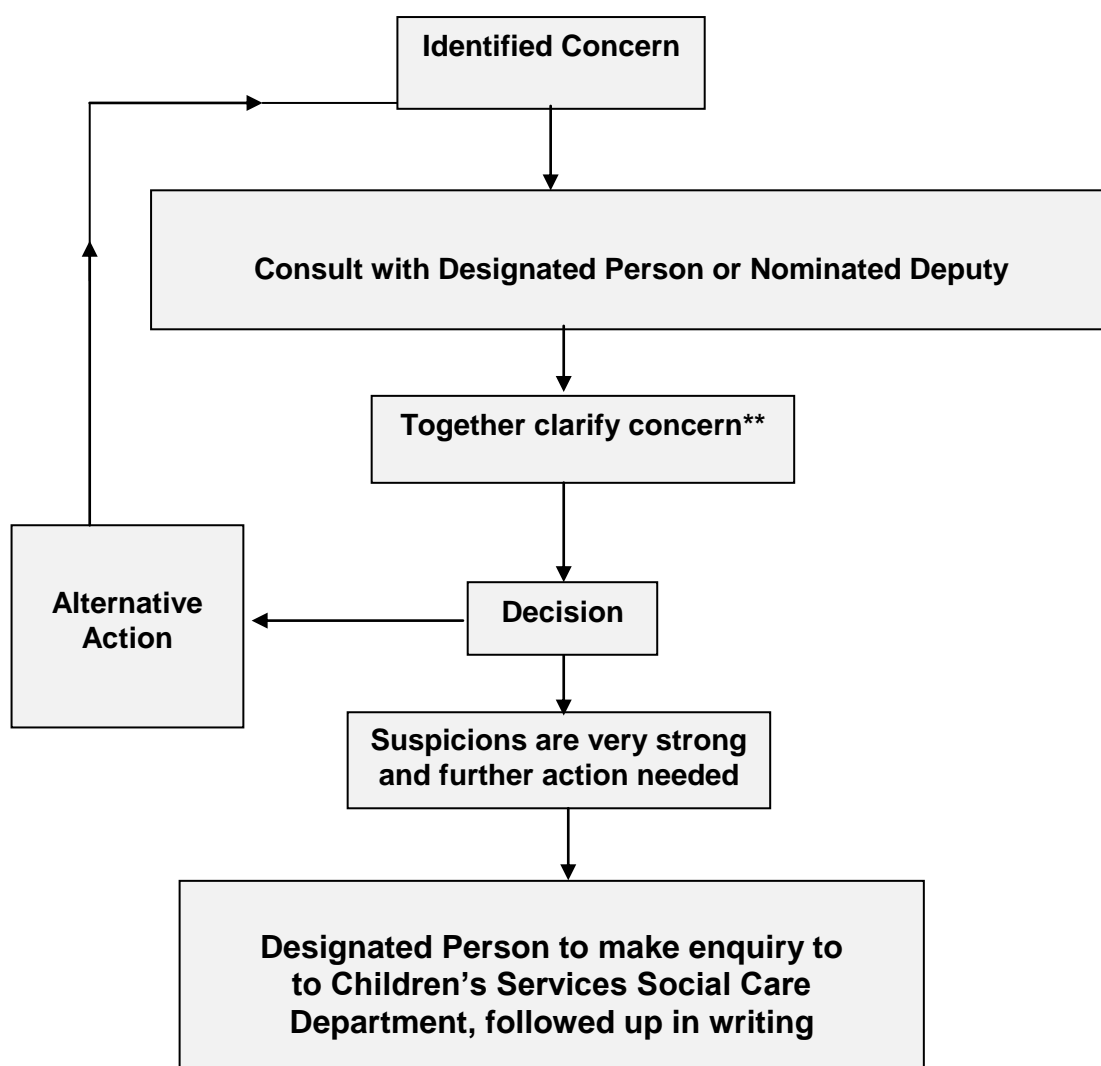 Identified Concern
Consult with Designated Person or Nominated Deputy
Together clarify concern**
Alternative
Action
Decision
Suspicions are very strong
and further action needed
Designated Person to make enquiry to
to Children’s Services Social Care
Department, followed up in writing